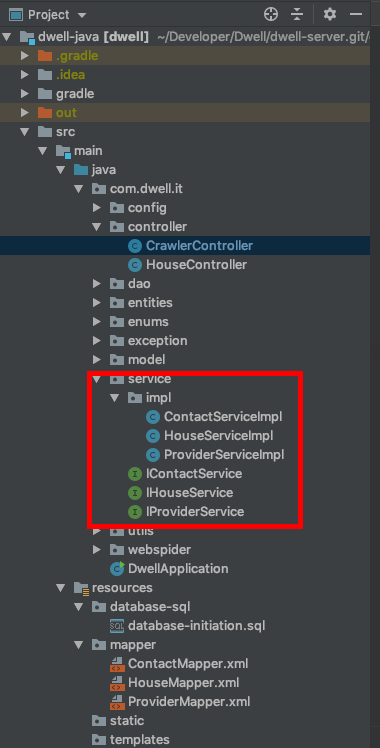 Project
dwell-java [dwell] ~/Developer/Dwell/dwell-server.git/
.gradle
.idea
gradle
out
src
main
java
com.dwell.it
config
controller
CrawlerController
HouseController
dao
entities
enums
exception
model
service
impl
ContactServiceImpl
HouseServiceImpl
ProviderServiceImpl
IContactService
IHouseService
IProviderService
utils
webspider
DwellApplication
resources
database-sql
SQL database-initiation.sql
mapper
ContactMapper.xml
HouseMapper.xml
ProviderMapper.xml
static
templates